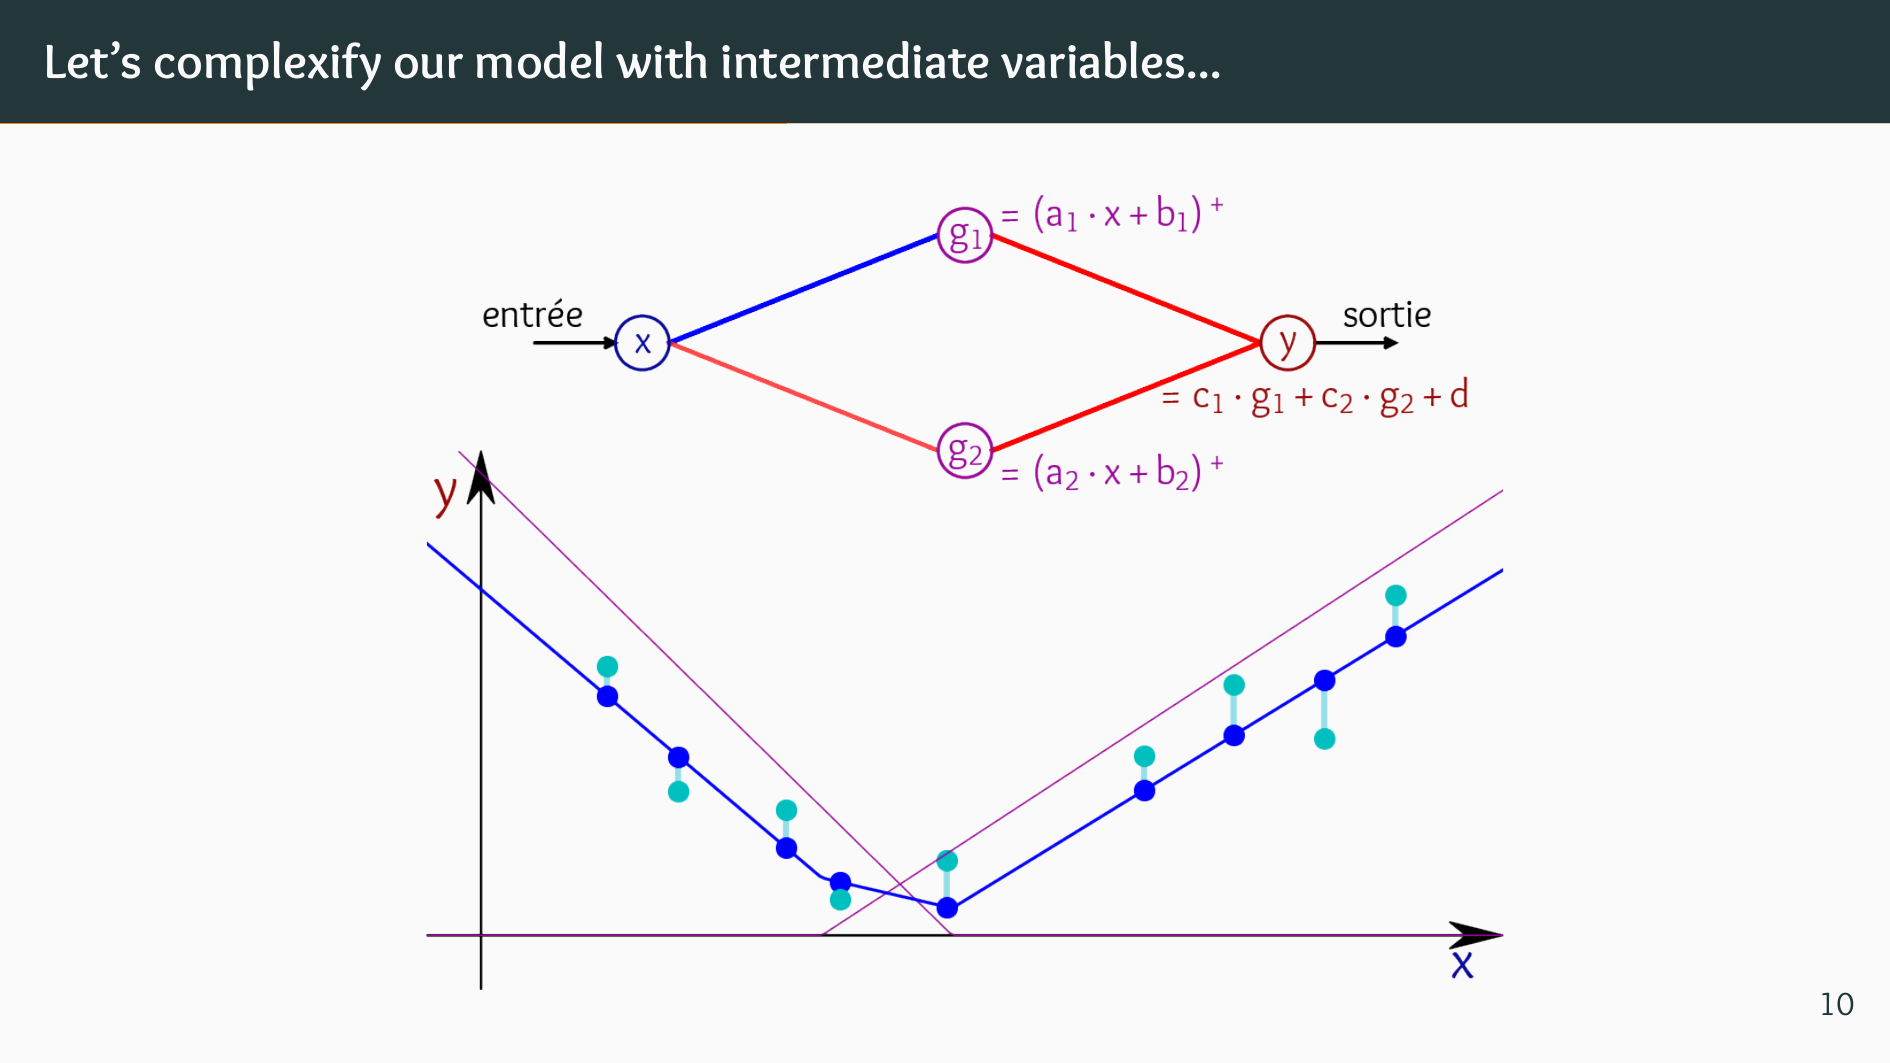 Let's complexify our model with intermediate variables...
g₁ = (a₁ · x + b₁)⁺
entrée
x
y
sortie
= c₁ · g₁ + c₂ · g₂ + d
g₂ = (a₂ · x + b₂)⁺
y
x
10